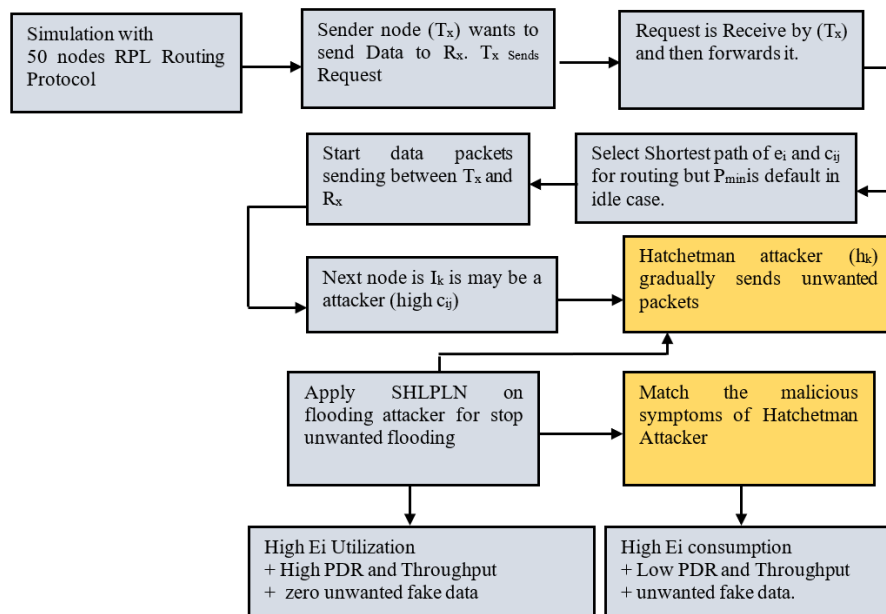 Simulation with
50 nodes RPL Routing
Protocol
Sender node (Tx) wants to
send Data to Rx. Tx Sends
Request
Request is Receive by (Tx)
and then forwards it.
Select Shortest path of ei and cij
for routing but Pmin is default in
idle case.
Start data packets
sending between Tx and
Rx
Next node is Ik is may be a
attacker (high cij)
Hatchetman attacker (hk)
gradually sends unwanted
packets
Apply SHLPLN on
flooding attacker for stop
unwanted flooding
Match the malicious
symptoms of Hatchetman
Attacker
High Ei Utilization
+ High PDR and Throughput
+ zero unwanted fake data
High Ei consumption
+ Low PDR and Throughput
+ unwanted fake data.